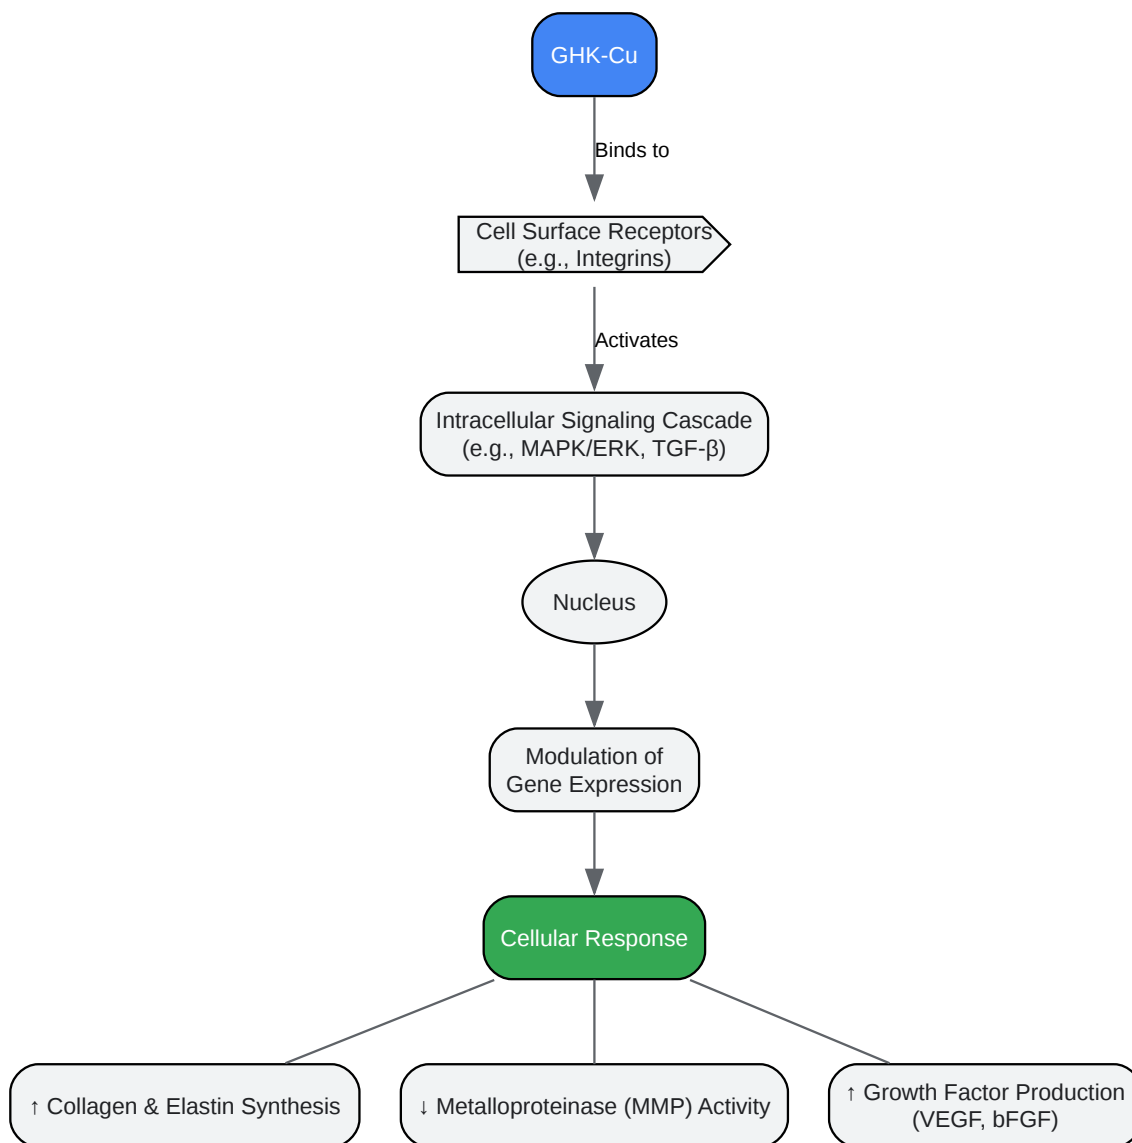 GHK-Cu
Binds to
Cell Surface Receptors
(e.g., Integrins)
Activates
Intracellular Signaling Cascade
(e.g., MAPK/ERK, TGF-β)
Nucleus
Modulation of
Gene Expression
Cellular Response
↑ Collagen & Elastin Synthesis
↓ Metalloproteinase (MMP) Activity
↑ Growth Factor Production
(VEGF, bFGF)